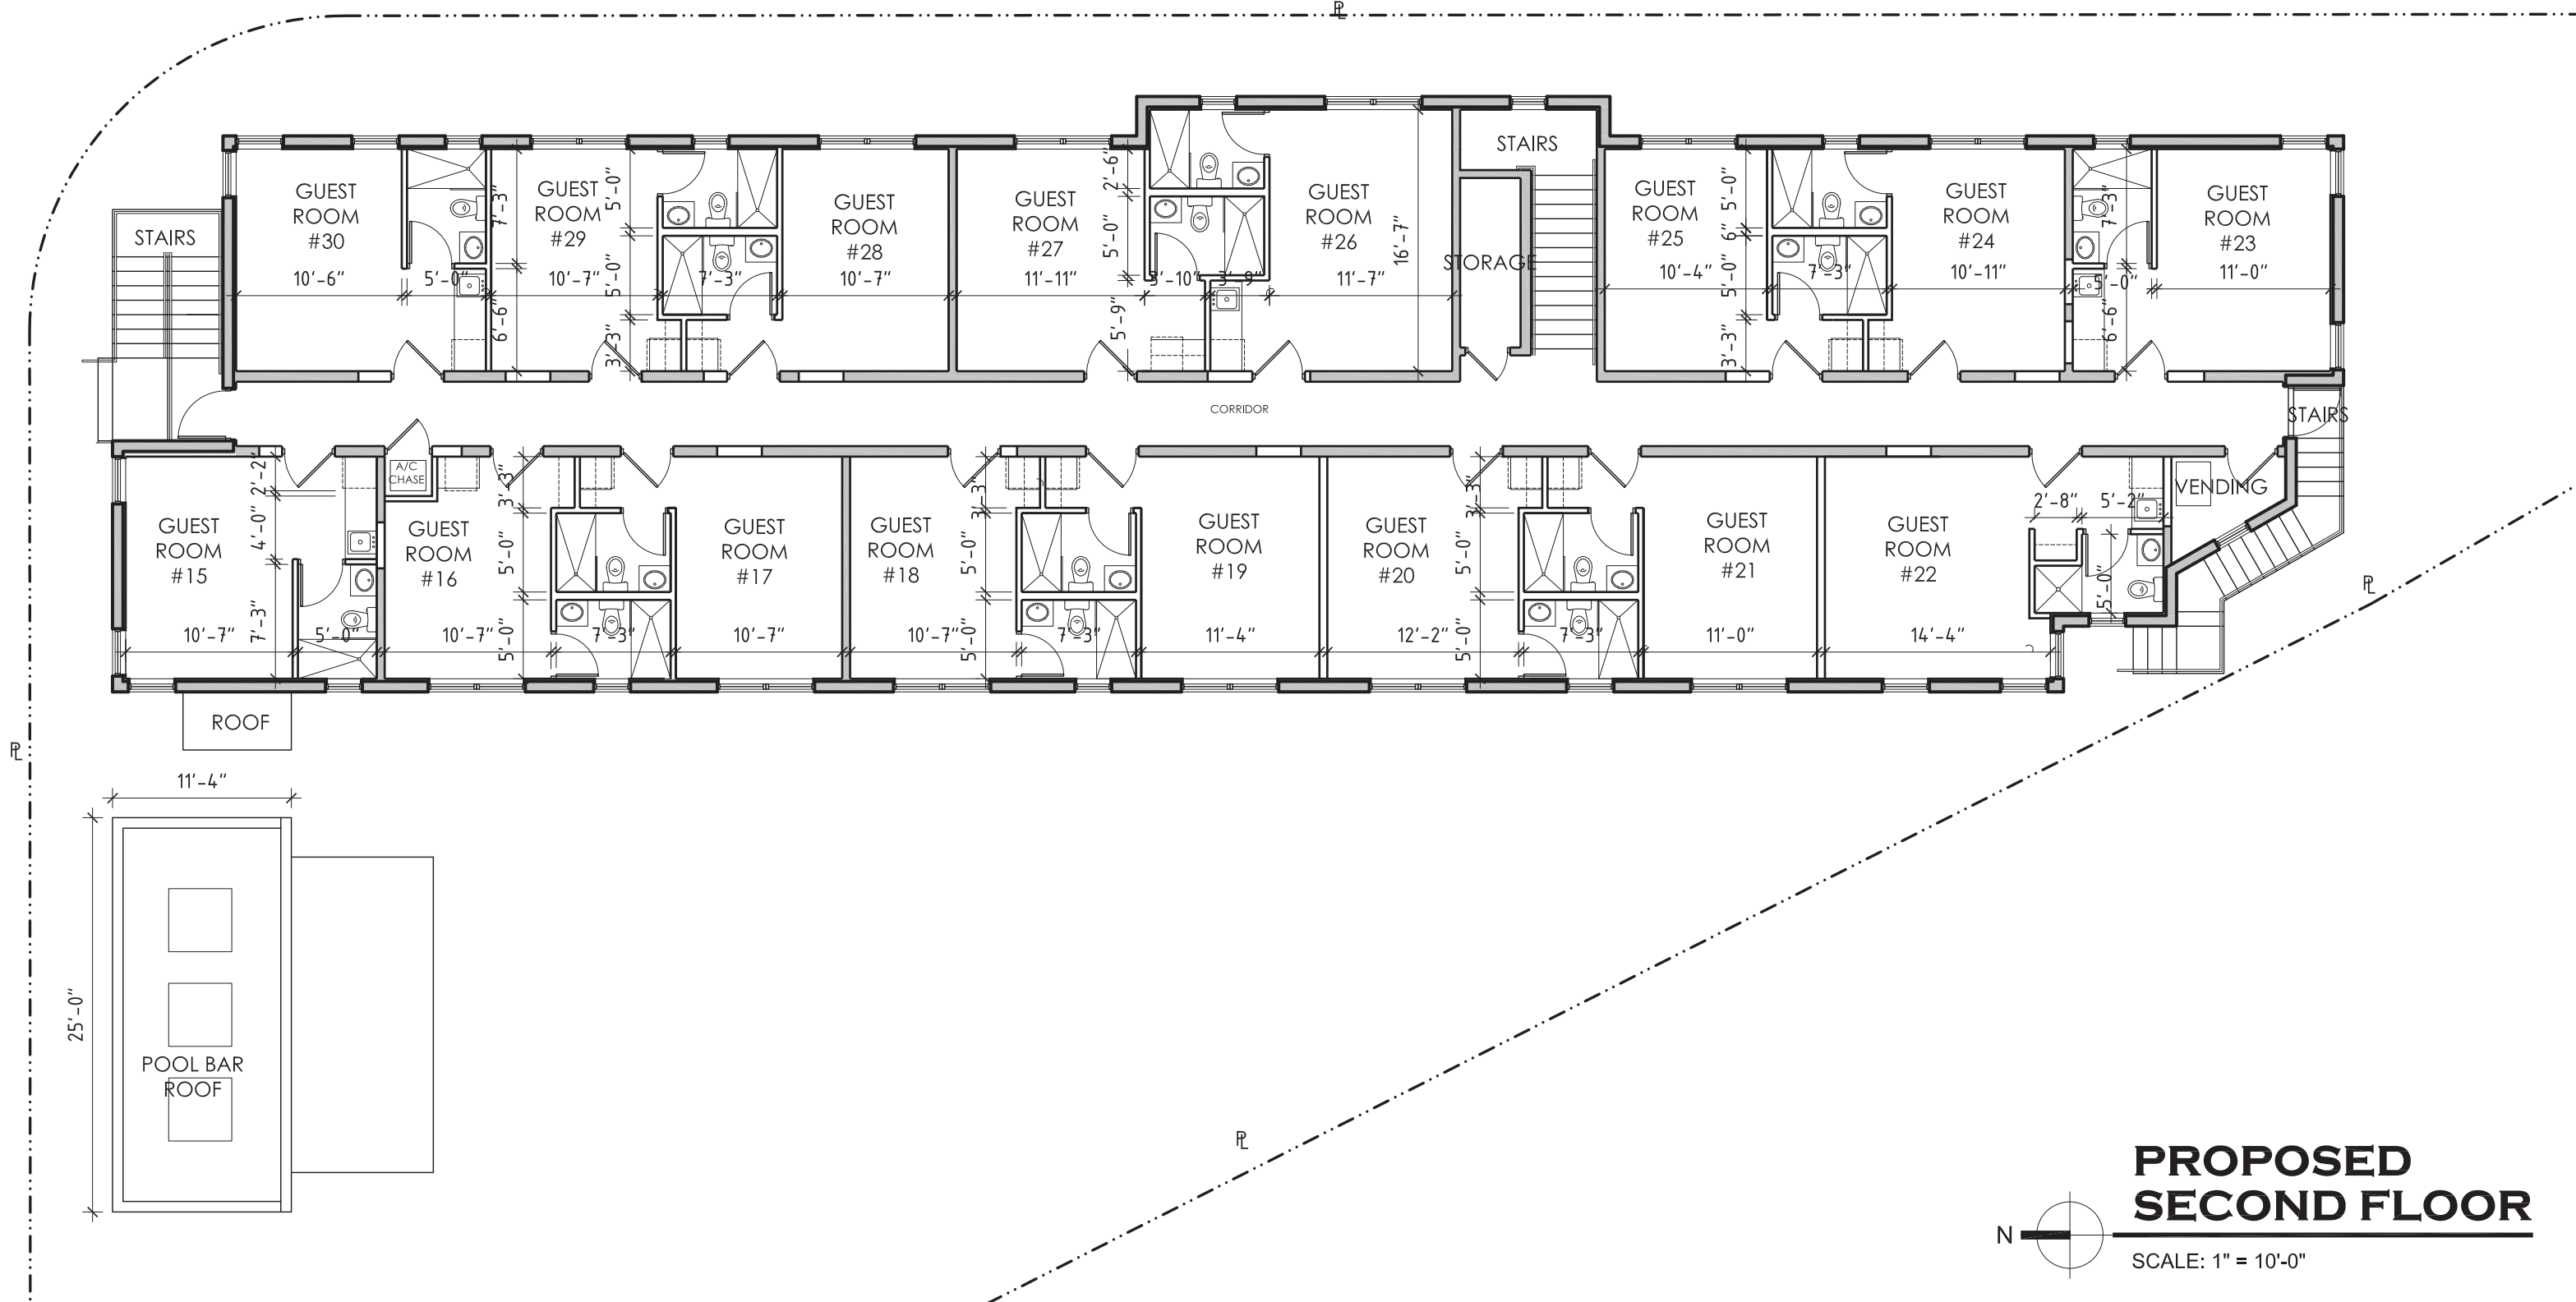 PL
STAIRS
GUEST
ROOM
#30
10'-6"
5'-0"
7'-3"
6'-6"
GUEST
ROOM
#29
10'-7"
5'-0"
5'-0"
3'-3"
7'-3"
GUEST
ROOM
#28
10'-7"
GUEST
ROOM
#27
11'-11"
2'-6"
5'-0"
5'-9"
3'-10"
3'-9"
GUEST
ROOM
#26
11'-7"
16'-7"
STAIRS
STORAGE
GUEST
ROOM
#25
10'-4"
5'-0"
6"
5'-0"
3'-3"
7'-3"
GUEST
ROOM
#24
10'-11"
7'-3"
5'-0"
6'-6"
GUEST
ROOM
#23
11'-0"
CORRIDOR
STAIRS
GUEST
ROOM
#15
10'-7"
2'-2"
4'-0"
7'-3"
5'-0"
A/C
CHASE
GUEST
ROOM
#16
10'-7"
3'-3"
5'-0"
5'-0"
7'-3"
GUEST
ROOM
#17
10'-7"
GUEST
ROOM
#18
10'-7"
3'-3"
5'-0"
5'-0"
7'-3"
GUEST
ROOM
#19
11'-4"
GUEST
ROOM
#20
12'-2"
3'-3"
5'-0"
5'-0"
7'-3"
GUEST
ROOM
#21
11'-0"
GUEST
ROOM
#22
14'-4"
2'-8"
5'-2"
5'-0"
VENDING
PL
ROOF
PL
11'-4"
25'-0"
POOL BAR
ROOF
PL
PROPOSED
SECOND FLOOR
N
SCALE: 1" = 10'-0"